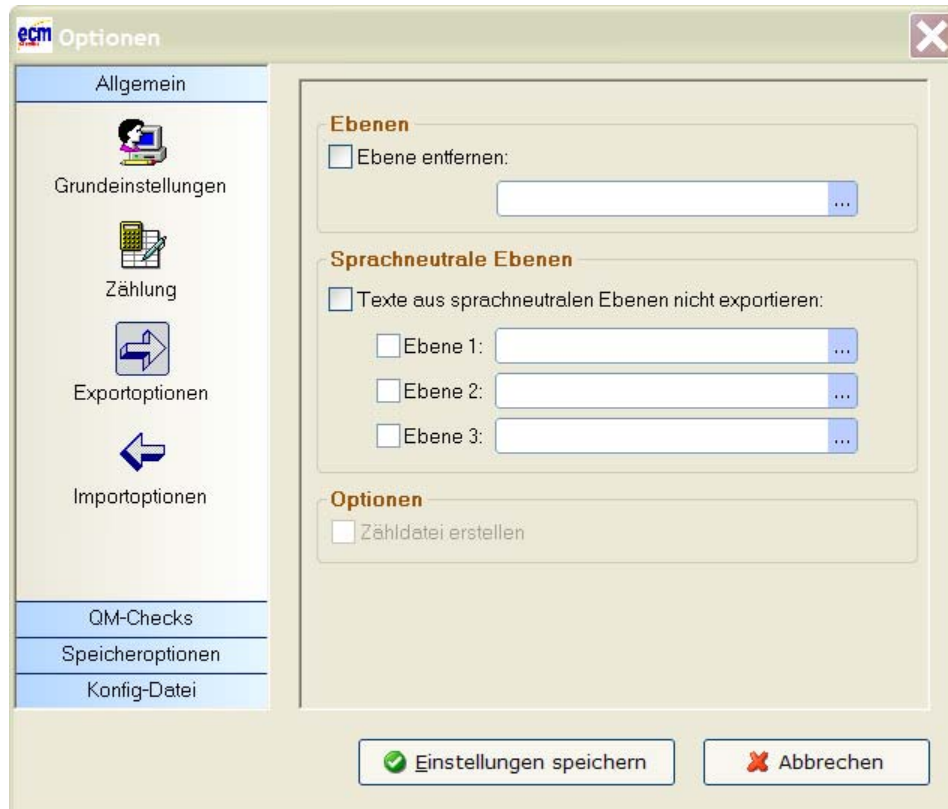 ecm Optionen
Allgemein
Grundeinstellungen
Zählung
Exportoptionen
Importoptionen
QM-Checks
Speicheroptionen
Konfig-Datei
Ebenen
Ebene entfernen:
...
Sprachneutrale Ebenen
Texte aus sprachneutralen Ebenen nicht exportieren:
Ebene 1: ...
Ebene 2: ...
Ebene 3: ...
Optionen
Zähldatei erstellen
Einstellungen speichern
Abbrechen